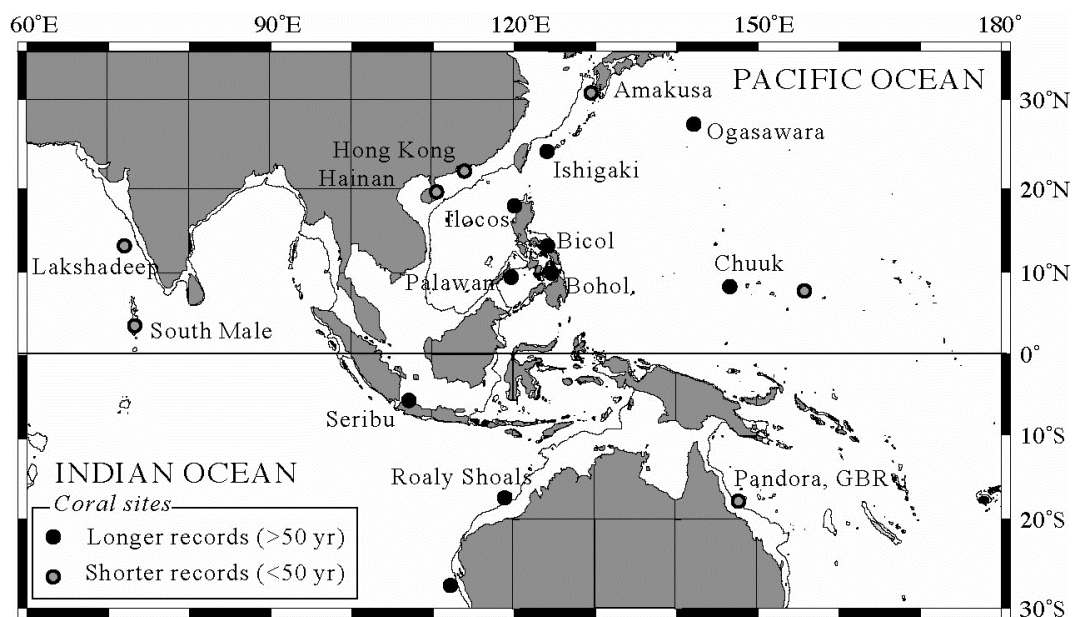 60°E 90°E 120°E 150°E 180°
PACIFIC OCEAN
Amakusa
30°N
Ogasawara
Hong Kong
Ishigaki
Hainan
20°N
Ilocos
Bicol
Lakshadeep
Chuuk
Palawan
Bohol
10°N
South Male
0°
Seribu
10°S
INDIAN OCEAN
Roaly Shoals
Pandora, GBR
Coral sites
20°S
Longer records (>50 yr)
Shorter records (<50 yr)
30°S